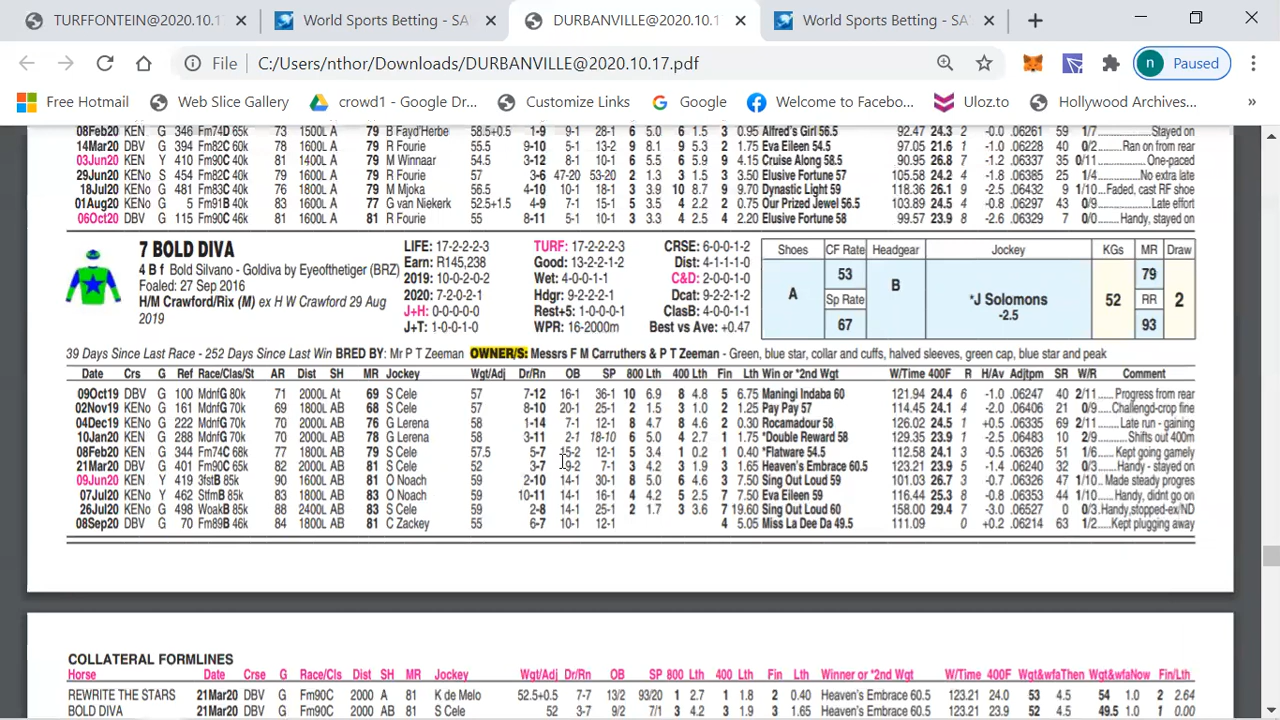 TURFFONTEIN@2020.10.1 World Sports Betting - SA DURBANVILLE@2020.10.1 World Sports Betting - SA
File C:/Users/nthor/Downloads/DURBANVILLE@2020.10.17.pdf n Paused
Free Hotmail Web Slice Gallery crowd1 - Google Dr... Customize Links Google Welcome to Facec... Uloz.to Hollywood Archives... »
08Feb20 KEN G 346 Fm74D 65k 73 1500L A 79 B Fayd'Herbe 58.5+0.5 1-9 9-1 28-1 6 5.0 6 1.5 3 0.95 Alfred's Girl 56.5 92.47 24.3 2 -0.0 .06261 59 1/7 .......Stayed on
14Mar20 DBV G 394 Fm82C 60k 78 1600L A 79 R Fourie 58.5 9-10 5-1 13-2 9 8.1 9 5.3 2 1.75 Eva Eileen 54.5 97.05 21.6 1 -1.0 .06228 40 0/2 ...Ran on from rear
03Jun20 KEN Y 410 Fm90C 40k 81 1400L A 79 M Winnaar 54.5 3-12 8-1 10-1 6 6.6 5 5.9 4 4.15 Cruise Along 58.5 90.95 26.8 7 -1.2 .06336 35 0/11 ......One-paced
29Jun20 KEN S 454 Fm82C 40k 78 1600L A 79 R Fourie 57 3-6 47-20 53-20 2 1.3 3 1.5 3 3.50 Elusive Fortune 57 105.58 24.2 4 -1.8 .06385 25 1/4 ......No extra late
18Jul20 KEN G 481 Fm83C 40k 76 1800L A 79 M Mjoka 56.5 4-10 10-1 18-1 3 3.9 10 8.7 9 9.70 Dynastic Light 59 118.36 26.1 9 -2.5 .06432 9 1/10 ...Faded, cast RF shoe
01Aug20 KEN G 5 Fm91B 40k 83 1600L A 77 G van Niekerk 52.5+1.5 4-9 7-1 15-1 3 3.5 4 2.2 2 0.75 Our Prized Jewel 56.5 103.89 24.5 4 -0.8 .06297 43 0/9 ........Late effort
06Oct20 DBV G 115 Fm90C 46k 81 1600L A 81 R Fourie 55 8-11 5-1 10-1 3 3.3 4 2.5 4 2.20 Elusive Fortune 58 99.57 23.9 8 -2.6 .06329 7 0/0 ...Handy, stayed on
7 BOLD DIVA
4 B f Bold Silvano - Goldiva by Eyeofthetiger (BRZ)
Foaled: 27 Sep 2016
H/M Crawford/Rix (M) ex H W Crawford 29 Aug
2019
LIFE: 17-2-2-2-3 TURF: 17-2-2-2-3 CRSE: 6-0-0-1-2
Earn: R145,238 Good: 13-2-2-1-2 Dist: 4-1-1-1-0
2019: 10-0-2-0-2 Wet: 4-0-0-1-1 C&D: 2-0-0-1-0
2020: 7-2-0-2-1 Hdgr: 9-2-2-2-1 Dcat: 9-2-2-1-2
J+H: 0-0-0-0-0 Rest+5: 1-0-0-0-1 ClasB: 4-0-0-1-1
J+T: 1-0-0-1-0 WPR: 16-2000m Best vs Ave: +0.47
Shoes CF Rate Headgear Jockey KGs MR Draw
A 53 B *J Solomons 52 79 2
Sp Rate -2.5 RR
67 93
39 Days Since Last Race - 252 Days Since Last Win BRED BY: Mr P T Zeeman OWNER/S: Messrs F M Carruthers & P T Zeeman - Green, blue star, collar and cuffs, halved sleeves, green cap, blue star and peak
Date Crs G Ref Race/Clas/St AR Dist SH MR Jockey Wgt/Adj Dr/Rn OB SP 800 Lth 400 Lth Fin Lth Win or *2nd Wgt W/Time 400F R H/Av Adjtpm SR W/R Comment
09Oct19 DBV G 100 MdnfG 80k 71 2000L At 69 S Cele 57 7-12 16-1 36-1 10 6.9 8 4.8 5 6.75 Maningi Indaba 60 121.94 24.4 6 -1.0 .06247 40 2/11 .....Progress from rear
02Nov19 KENo G 161 MdnfG 70k 69 1800L AB 68 S Cele 57 8-10 20-1 25-1 2 1.5 3 1.0 2 1.25 Pay Pay 57 114.45 24.1 4 -2.0 .06406 21 0/9 ...Challengd-crop fine
04Dec19 KENo G 222 MdnfG 70k 70 2000L AB 70 G Lerena 58 1-14 7-1 12-1 8 4.7 8 4.6 2 0.30 Rocamadour 58 126.02 24.5 1 +0.5 .06335 69 2/11 ...Late run - gaining
10Jan20 KEN G 288 MdnfG 70k 70 2000L AB 78 G Lerena 58 3-11 2-1 18-10 6 5.0 4 2.7 1 1.75 *Double Reward 58 129.35 23.9 1 -2.5 .06483 10 2/9 .......Shifts out 400m
08Feb20 KEN G 344 Fm74C 68k 77 1800L AB 79 S Cele 57.5 5-7 15-2 12-1 5 3.4 1 0.2 1 0.40 *Flatware 54.5 112.58 24.1 3 -0.3 .06325 51 1/6 .....Kept going gamely
21Mar20 DBV G 401 Fm90C 65k 82 2000L AB 81 S Cele 52 3-7 9-2 7-1 3 4.2 3 1.9 3 1.65 Heaven's Embrace 60.5 123.21 23.9 5 -1.4 .06240 32 0/3 ....Handy - stayed on
09Jun20 KEN Y 419 3fstB 85k 90 1600L AB 81 O Noach 59 2-10 14-1 30-1 8 5.0 6 4.6 3 7.50 Sing Out Loud 59 101.03 26.7 3 -0.7 .06326 47 1/10 ..Made steady progres
07Jul20 KEN Y 462 StfmB 85k 83 1800L AB 83 O Noach 59 10-11 14-1 16-1 4 4.2 5 2.5 7 7.50 Eva Eileen 59 116.44 25.3 8 -0.8 .06353 44 1/10 .....Handy, didnt go on
26Jul20 KEN G 498 WoakB 85k 88 2400L AB 83 S Cele 59 2-8 14-1 25-1 2 1.7 3 3.6 7 19.60 Sing Out Loud 60 158.00 29.4 7 -3.0 .06527 0 0/3 .Handy,stopped-ex/ND
08Sep20 DBV G 70 Fm89B 46k 84 1800L AB 81 C Zackey 55 6-7 10-1 12-1 4 5.05 Miss La Dee Da 49.5 111.09 0 +0.2 .06214 63 1/2 ....Kept plugging away
COLLATERAL FORMLINES
Horse Date Crse G Race/Cls Dist SH MR Jockey Wgt/Adj Dr/Rn OB SP 800 Lth 400 Lth Fin Lth Winner or *2nd Wgt W/Time 400F Wgt&wfaThen Wgt&wfaNow Fin/Lth
REWRITE THE STARS 21Mar20 DBV G Fm90C 2000 A 81 K de Melo 52.5+0.5 7-7 13/2 93/20 1 2.7 1 1.8 2 0.40 Heaven's Embrace 60.5 123.21 24.0 53 4.5 54 1.0 2 2.64
BOLD DIVA 21Mar20 DBV G Fm90C 2000 AB 81 S Cele 52 3-7 9/2 7/1 3 4.2 3 1.9 3 1.65 Heaven's Embrace 60.5 123.21 23.9 52 4.5 49.5 1.0 1 0.00